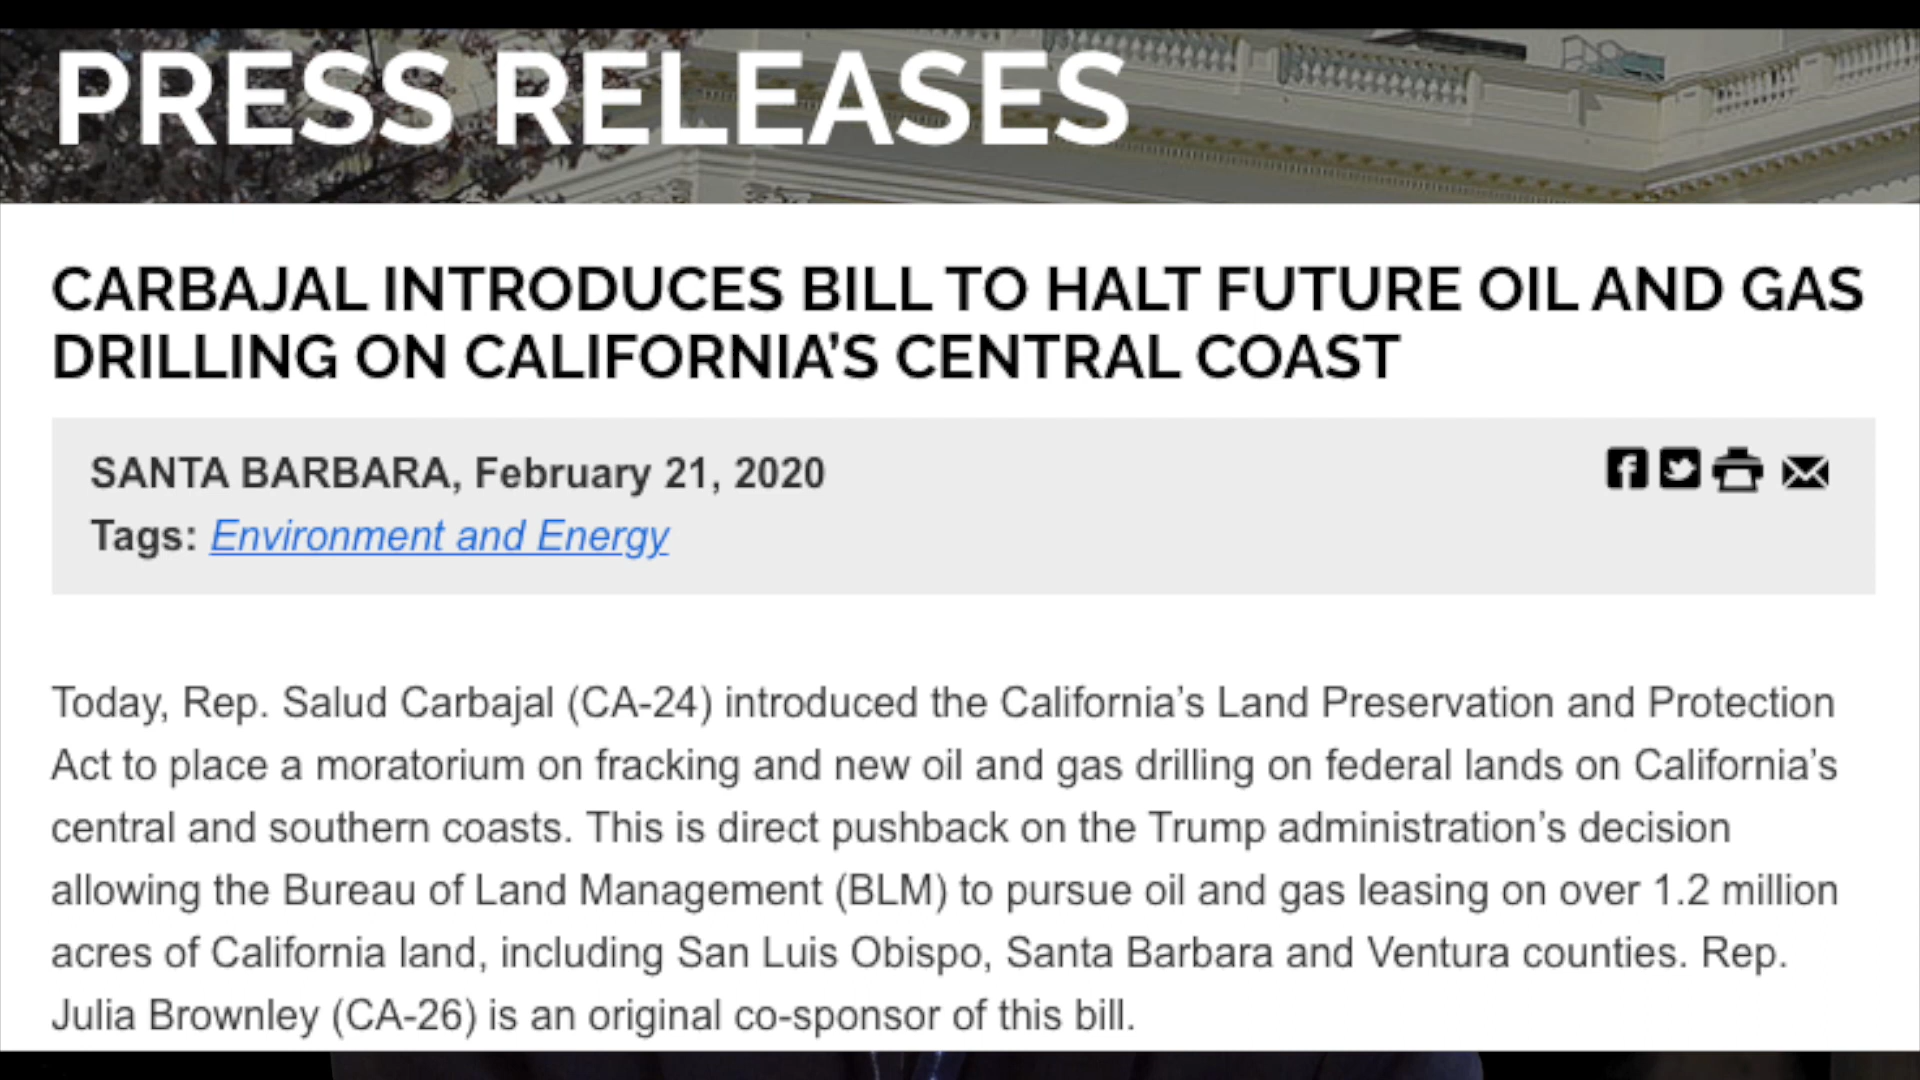 PRESS RELEASES
CARBAJAL INTRODUCES BILL TO HALT FUTURE OIL AND GAS
DRILLING ON CALIFORNIA’S CENTRAL COAST
SANTA BARBARA, February 21, 2020
Tags: Environment and Energy
Today, Rep. Salud Carbajal (CA-24) introduced the California’s Land Preservation and Protection
Act to place a moratorium on fracking and new oil and gas drilling on federal lands on California’s
central and southern coasts. This is direct pushback on the Trump administration’s decision
allowing the Bureau of Land Management (BLM) to pursue oil and gas leasing on over 1.2 million
acres of California land, including San Luis Obispo, Santa Barbara and Ventura counties. Rep.
Julia Brownley (CA-26) is an original co-sponsor of this bill.